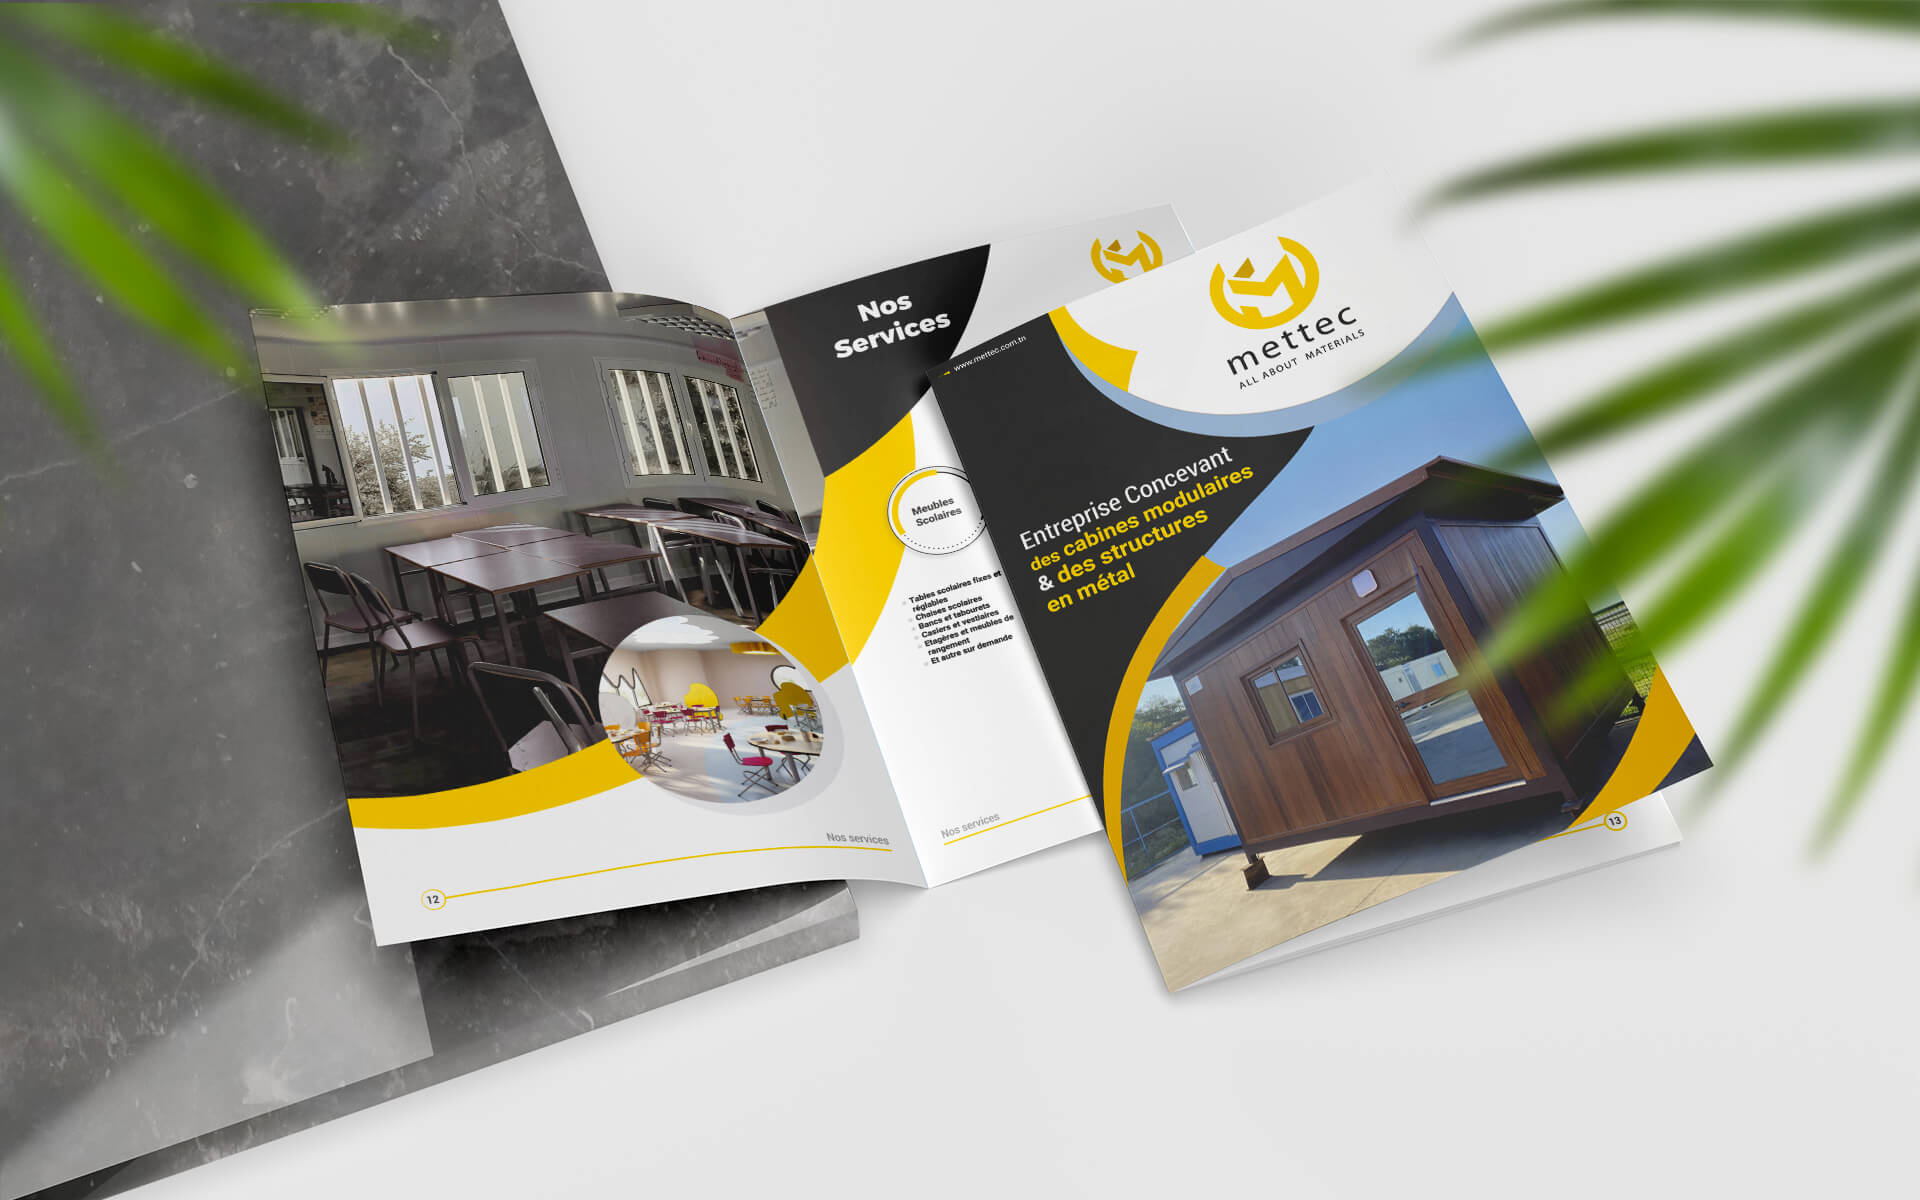 Nos
Services
Meubles
Scolaires
Tables scolaires fixes et
réglables
Chaises scolaires
Bancs et tabourets
Casiers et vestiaires
Etagères et meubles de
rangement
Et autre sur demande
Nos services
12
Nos services
13
www.mettec.com.tn
mettec
ALL ABOUT MATERIALS
Entreprise Concevant
des cabines modulaires
& des structures
en métal